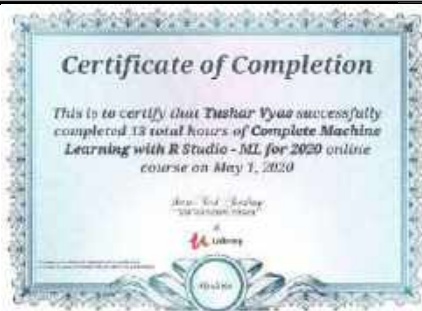 Certificate of Completion
This is to certify that Tushar Vyas successfully
completed 13 total hours of Complete Machine
Learning with R Studio - ML for 2020 online
course on May 1, 2020
&
Udemy